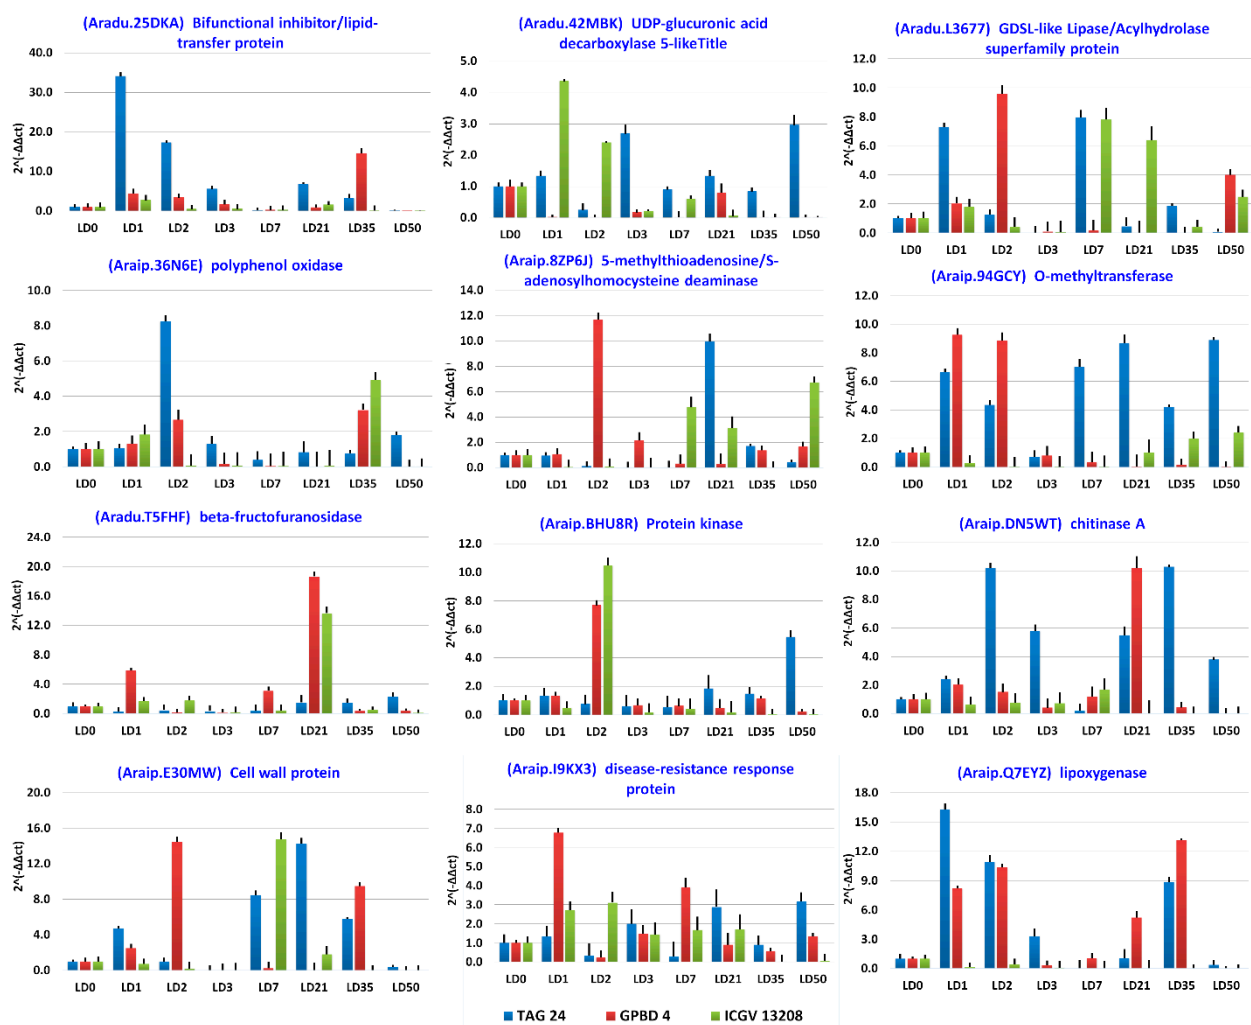 (Aradu.25DKA) Bifunctional inhibitor/lipid-
transfer protein
2^(-ΔΔct)
40.0
30.0
20.0
10.0
0.0
LD0 LD1 LD2 LD3 LD7 LD21 LD35 LD50
(Aradu.42MBK) UDP-glucuronic acid
decarboxylase 5-likeTitle
2^(-ΔΔct)
5.0
4.0
3.0
2.0
1.0
0.0
LD0 LD1 LD2 LD3 LD7 LD21 LD35 LD50
(Aradu.L3677) GDSL-like Lipase/Acylhydrolase
superfamily protein
2^(-ΔΔct)
12.0
10.0
8.0
6.0
4.0
2.0
0.0
LD0 LD1 LD2 LD3 LD7 LD21 LD35 LD50
(Araip.36N6E) polyphenol oxidase
2^(-ΔΔct)
10.0
8.0
6.0
4.0
2.0
0.0
LD0 LD1 LD2 LD3 LD7 LD21 LD35 LD50
(Araip.8ZP6J) 5-methylthioadenosine/S-
adenosylhomocysteine deaminase
2^(-ΔΔct)
14.0
12.0
10.0
8.0
6.0
4.0
2.0
0.0
LD0 LD1 LD2 LD3 LD7 LD21 LD35 LD50
(Araip.94GCY) O-methyltransferase
2^(-ΔΔct)
12.0
10.0
8.0
6.0
4.0
2.0
0.0
LD0 LD1 LD2 LD3 LD7 LD21 LD35 LD50
(Aradu.T5FHF) beta-fructofuranosidase
2^(-ΔΔct)
24.0
20.0
16.0
12.0
8.0
4.0
0.0
LD0 LD1 LD2 LD3 LD7 LD21 LD35 LD50
(Araip.BHU8R) Protein kinase
2^(-ΔΔct)
12.0
10.0
8.0
6.0
4.0
2.0
0.0
LD0 LD1 LD2 LD3 LD7 LD21 LD35 LD50
(Araip.DN5WT) chitinase A
2^(-ΔΔct)
12.0
10.0
8.0
6.0
4.0
2.0
0.0
LD0 LD1 LD2 LD3 LD7 LD21 LD35 LD50
(Araip.E30MW) Cell wall protein
2^(-ΔΔct)
20.0
16.0
12.0
8.0
4.0
0.0
LD0 LD1 LD2 LD3 LD7 LD21 LD35 LD50
(Araip.I9KX3) disease-resistance response
protein
2^(-ΔΔct)
8.0
7.0
6.0
5.0
4.0
3.0
2.0
1.0
0.0
LD0 LD1 LD2 LD3 LD7 LD21 LD35 LD50
(Araip.Q7EYZ) lipoxygenase
2^(-ΔΔct)
18.0
15.0
12.0
9.0
6.0
3.0
0.0
LD0 LD1 LD2 LD3 LD7 LD21 LD35 LD50
TAG 24 GPBD 4 ICGV 13208